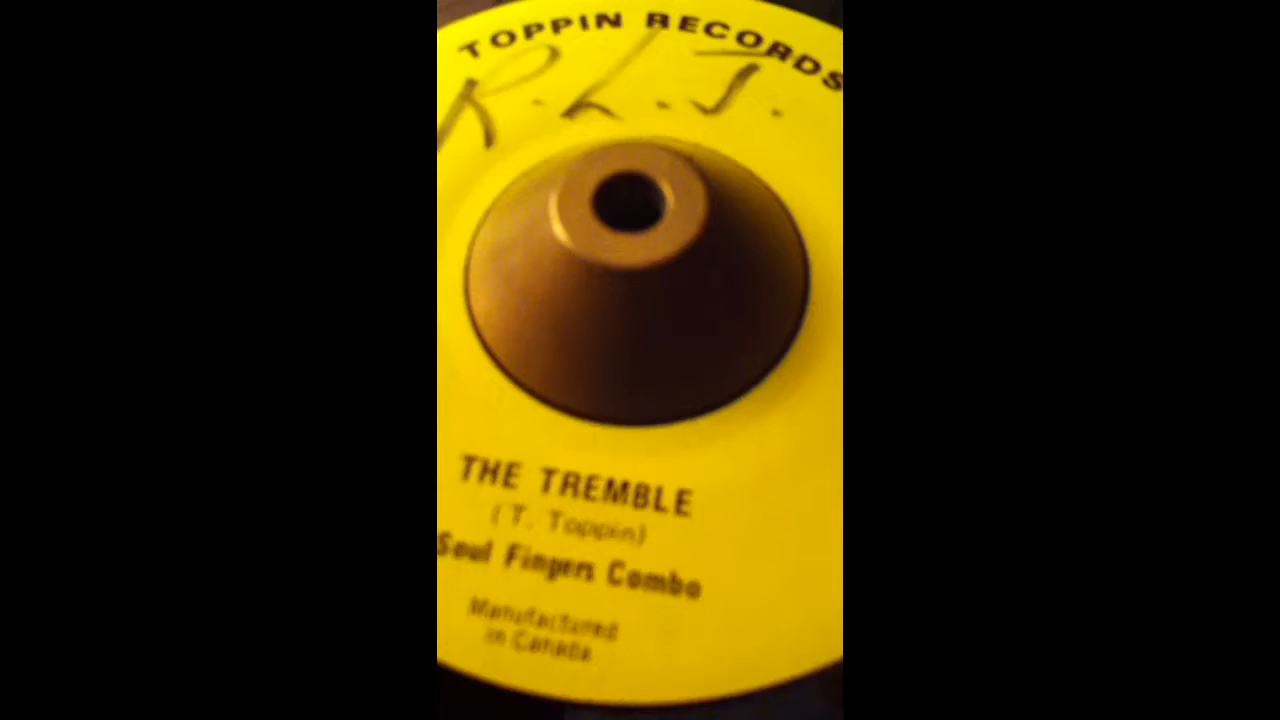 TOPPIN RECORDS
R. L. J.
THE TREMBLE
(T. Toppin)
Soul Fingers Combo
Manufactured
in Canada